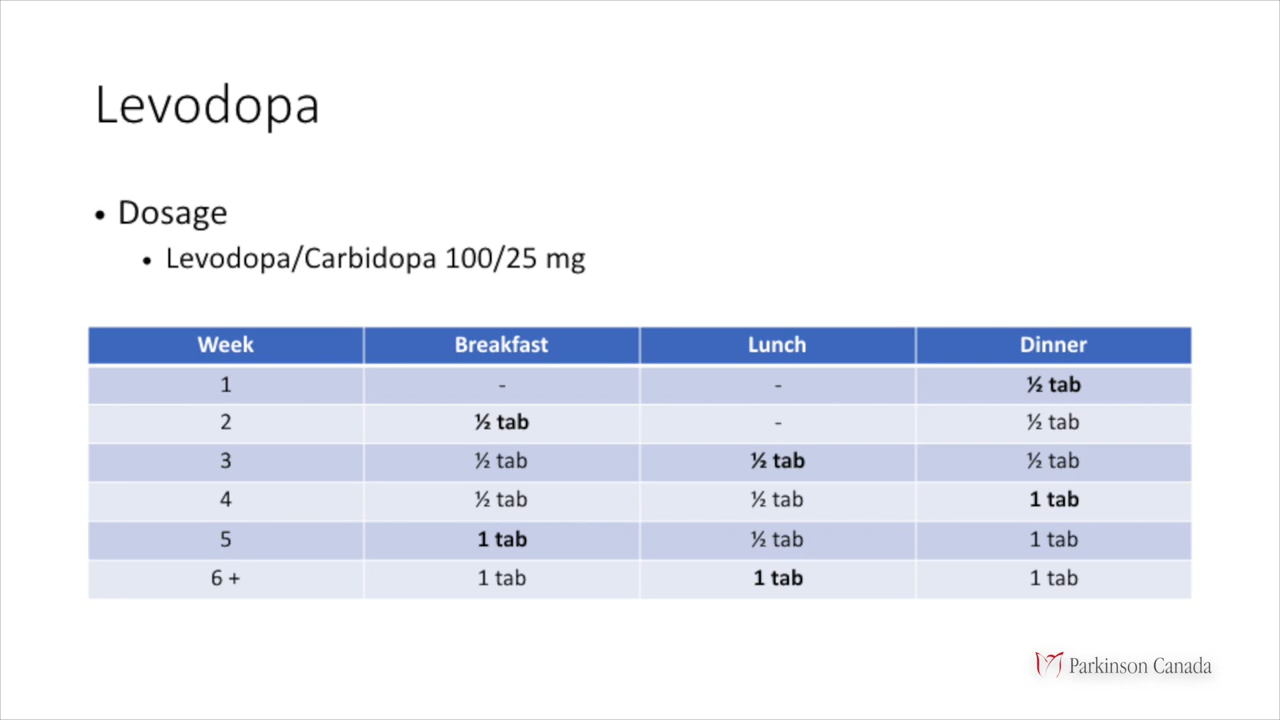 Levodopa
• Dosage
• Levodopa/Carbidopa 100/25 mg
Week Breakfast Lunch Dinner
1 - - ½ tab
2 ½ tab - ½ tab
3 ½ tab ½ tab ½ tab
4 ½ tab ½ tab 1 tab
5 1 tab ½ tab 1 tab
6 + 1 tab 1 tab 1 tab
Parkinson Canada